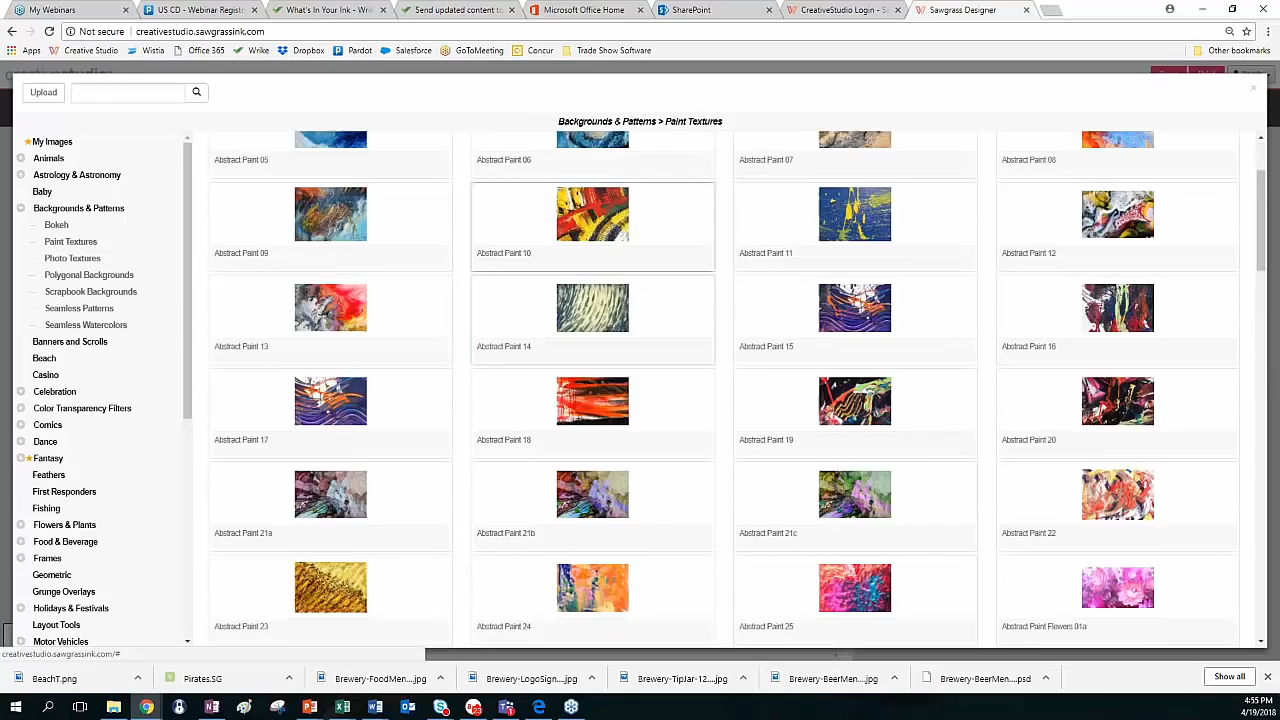 My Webinars
US CD - Webinar Registr
What's In Your Ink - Wri
Send updated content to
Microsoft Office Home
SharePoint
CreativeStudio Login - Sa
Sawgrass Designer
Not secure | creativestudio.sawgrassink.com
Apps
Creative Studio
Wistia
Office 365
Wrike
Dropbox
Pardot
Salesforce
GoToMeeting
Concur
Trade Show Software
Other bookmarks
Upload
Backgrounds & Patterns > Paint Textures
My Images
Animals
Astrology & Astronomy
Baby
Backgrounds & Patterns
Bokeh
Paint Textures
Photo Textures
Polygonal Backgrounds
Scrapbook Backgrounds
Seamless Patterns
Seamless Watercolors
Banners and Scrolls
Beach
Casino
Celebration
Color Transparency Filters
Comics
Dance
Fantasy
Feathers
First Responders
Fishing
Flowers & Plants
Food & Beverage
Frames
Geometric
Grunge Overlays
Holidays & Festivals
Layout Tools
Motor Vehicles
Abstract Paint 05
Abstract Paint 06
Abstract Paint 07
Abstract Paint 08
Abstract Paint 09
Abstract Paint 10
Abstract Paint 11
Abstract Paint 12
Abstract Paint 13
Abstract Paint 14
Abstract Paint 15
Abstract Paint 16
Abstract Paint 17
Abstract Paint 18
Abstract Paint 19
Abstract Paint 20
Abstract Paint 21a
Abstract Paint 21b
Abstract Paint 21c
Abstract Paint 22
Abstract Paint 23
Abstract Paint 24
Abstract Paint 25
Abstract Paint Flowers 01a
creativestudio.sawgrassink.com/#
BeachT.png
Pirates.SG
Brewery-FoodMen....jpg
Brewery-LogoSign...jpg
Brewery-TipJar-12...jpg
Brewery-BeerMen....jpg
Brewery-BeerMen....psd
Show all
4:55 PM
4/19/2018